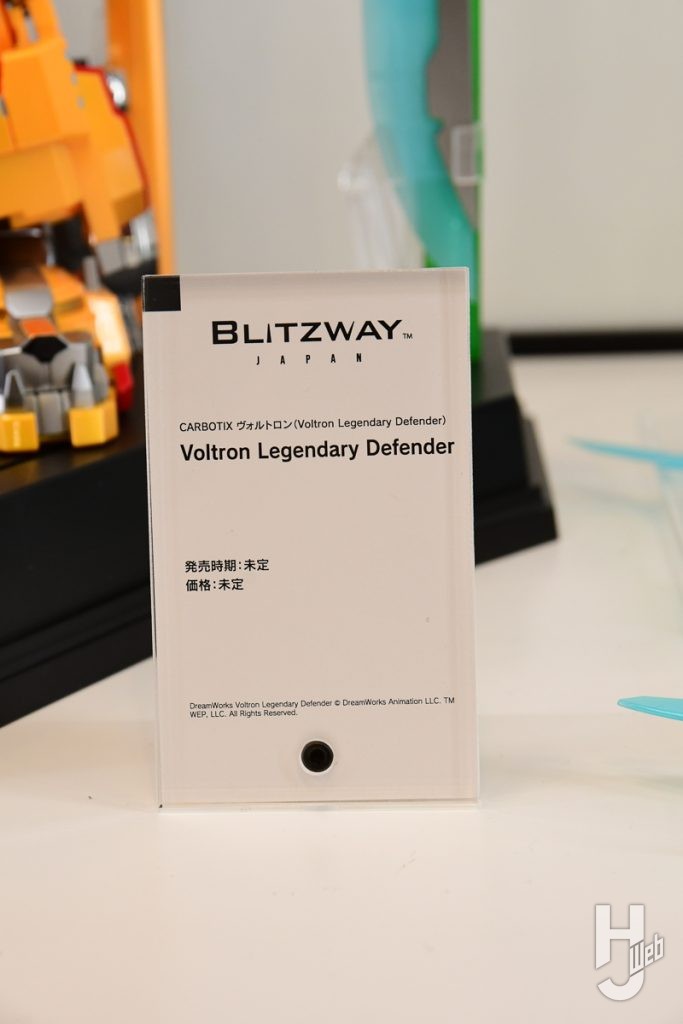 BLITZWAY™
JAPAN
CARBOTIX ヴォルトロン（Voltron Legendary Defender）
Voltron Legendary Defender
発売時期：未定
価格：未定
DreamWorks Voltron Legendary Defender © DreamWorks Animation LLC. TM
WEP, LLC. All Rights Reserved.
HJ Web